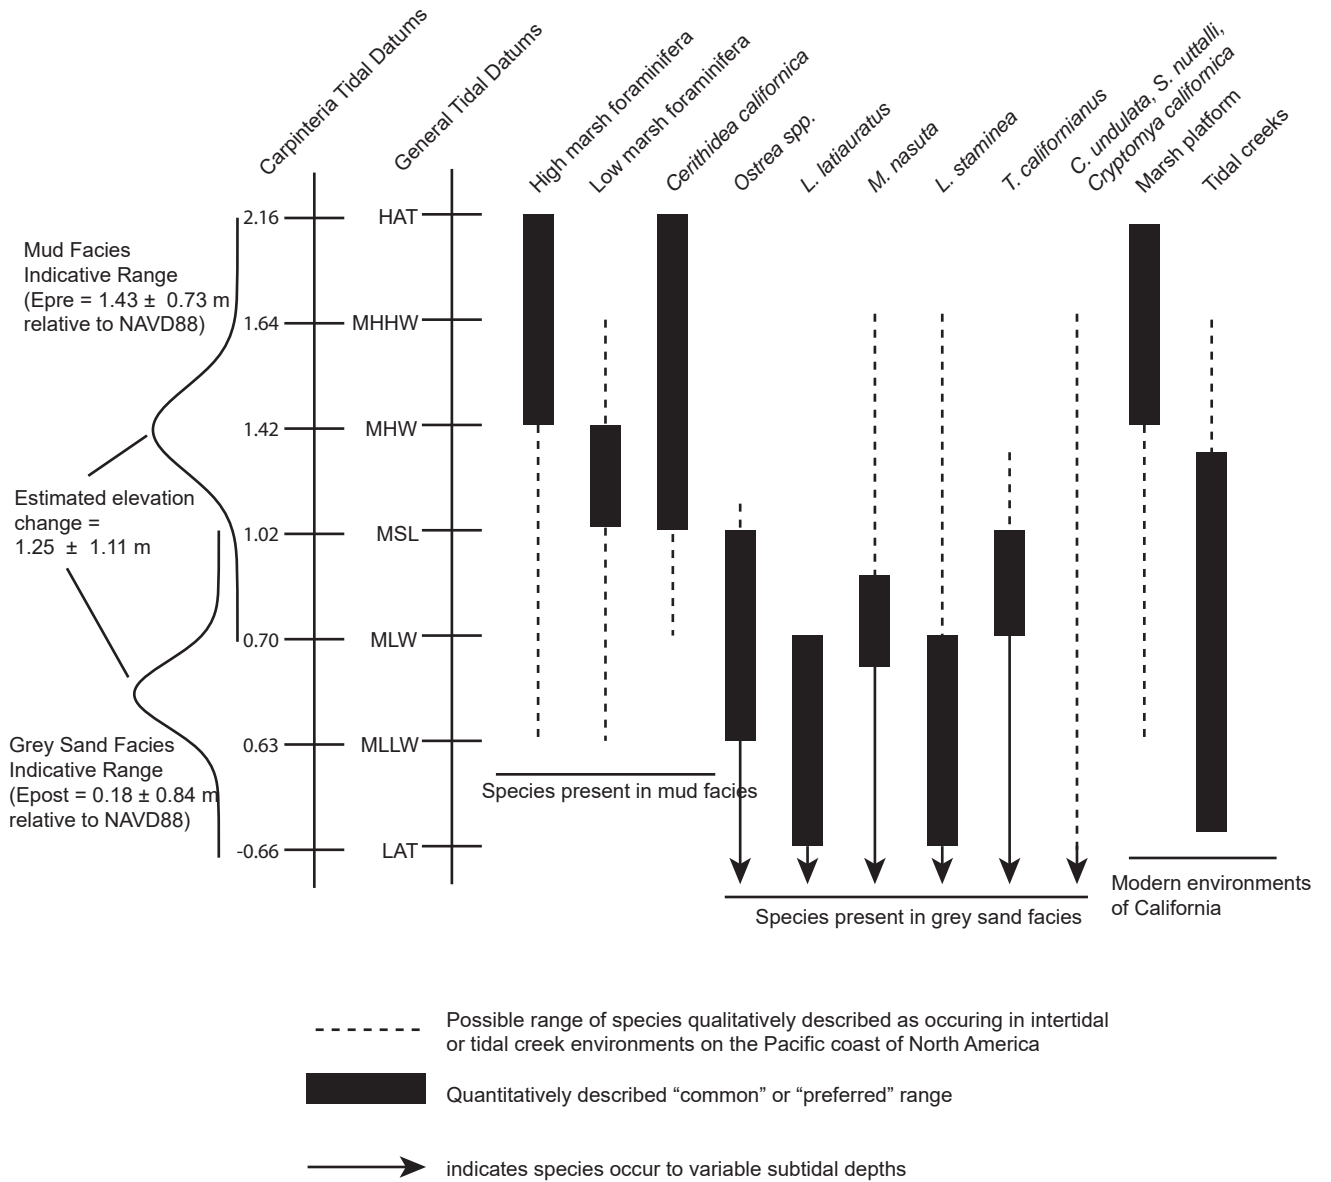 Carpinteria Tidal Datums
General Tidal Datums
High marsh foraminifera
Low marsh foraminifera
Cerithidea californica
Ostrea spp.
L. latiauratus
M. nasuta
L. staminea
T. californianus
C. undulata, S. nuttalli,
Cryptomya californica
Marsh platform
Tidal creeks
Mud Facies
Indicative Range
(Epre = 1.43 ± 0.73 m
relative to NAVD88)
Estimated elevation
change =
1.25 ± 1.11 m
Grey Sand Facies
Indicative Range
(Epost = 0.18 ± 0.84 m
relative to NAVD88)
2.16
1.64
1.42
1.02
0.70
0.63
-0.66
HAT
MHHW
MHW
MSL
MLW
MLLW
LAT
Species present in mud facies
Species present in grey sand facies
Modern environments
of California
Possible range of species qualitatively described as occuring in intertidal
or tidal creek environments on the Pacific coast of North America
Quantitatively described “common” or “preferred” range
indicates species occur to variable subtidal depths